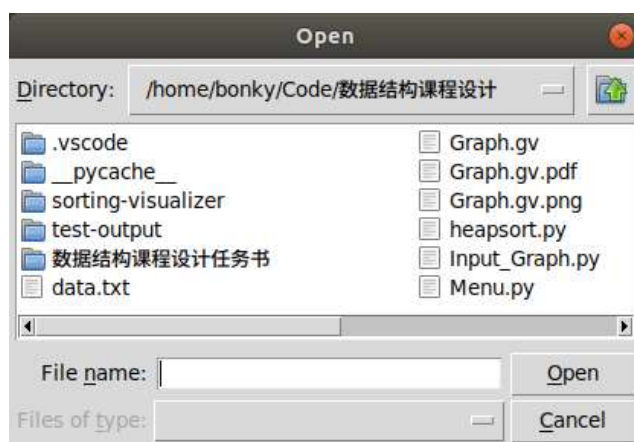 Open
Directory: /home/bonky/Code/数据结构课程设计
.vscode
__pycache__
sorting-visualizer
test-output
数据结构课程设计任务书
data.txt
Graph.gv
Graph.gv.pdf
Graph.gv.png
heapsort.py
Input_Graph.py
Menu.py
File name: Open
Files of type: Cancel